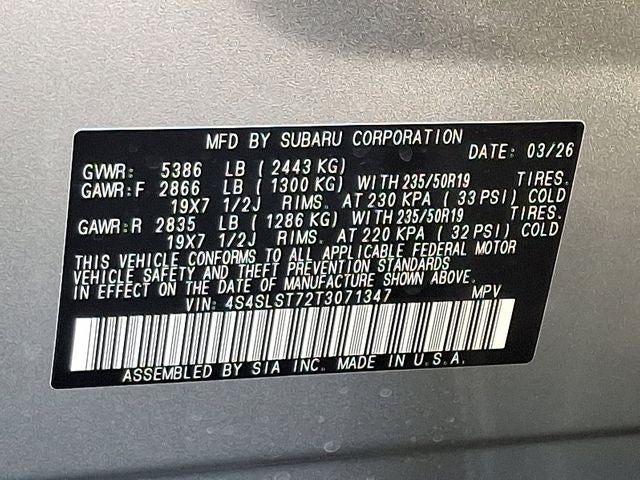 MFD BY SUBARU CORPORATION
DATE: 03/26
GVWR: 5386 LB ( 2443 KG)
GAWR:F 2866 LB ( 1300 KG) WITH 235/50R19 TIRES.
19X7 1/2J RIMS. AT 230 KPA ( 33 PSI) COLD
GAWR:R 2835 LB ( 1286 KG) WITH 235/50R19 TIRES.
19X7 1/2J RIMS. AT 220 KPA ( 32 PSI) COLD
THIS VEHICLE CONFORMS TO ALL APPLICABLE FEDERAL MOTOR
VEHICLE SAFETY AND THEFT PREVENTION STANDARDS
IN EFFECT ON THE DATE OF MANUFACTURE SHOWN ABOVE.
VIN: 4S4SLST72T3071347 MPV
ASSEMBLED BY SIA INC. MADE IN U.S.A.